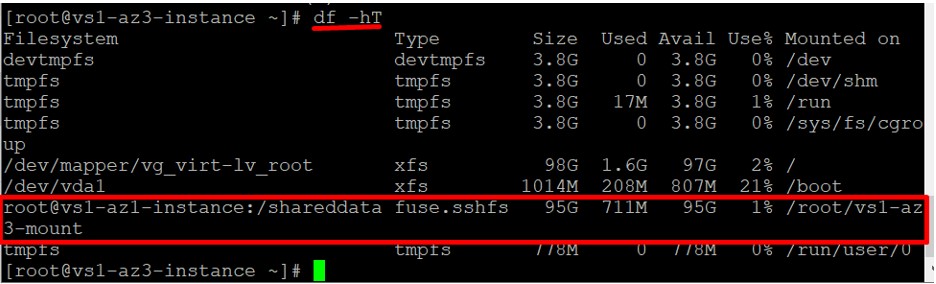 [root@vs1-az3-instance ~]# df -hT
Filesystem Type Size Used Avail Use% Mounted on
devtmpfs devtmpfs 3.8G 0 3.8G 0% /dev
tmpfs tmpfs 3.8G 0 3.8G 0% /dev/shm
tmpfs tmpfs 3.8G 17M 3.8G 1% /run
tmpfs tmpfs 3.8G 0 3.8G 0% /sys/fs/cgro
up
/dev/mapper/vg_virt-lv_root xfs 98G 1.6G 97G 2% /
/dev/vda1 xfs 1014M 208M 807M 21% /boot
root@vs1-az1-instance:/shareddata fuse.sshfs 95G 711M 95G 1% /root/vs1-az
3-mount
tmpfs tmpfs 778M 0 778M 0% /run/user/0
[root@vs1-az3-instance ~]#